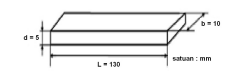 b = 10
d = 5
L = 130
satuan : mm